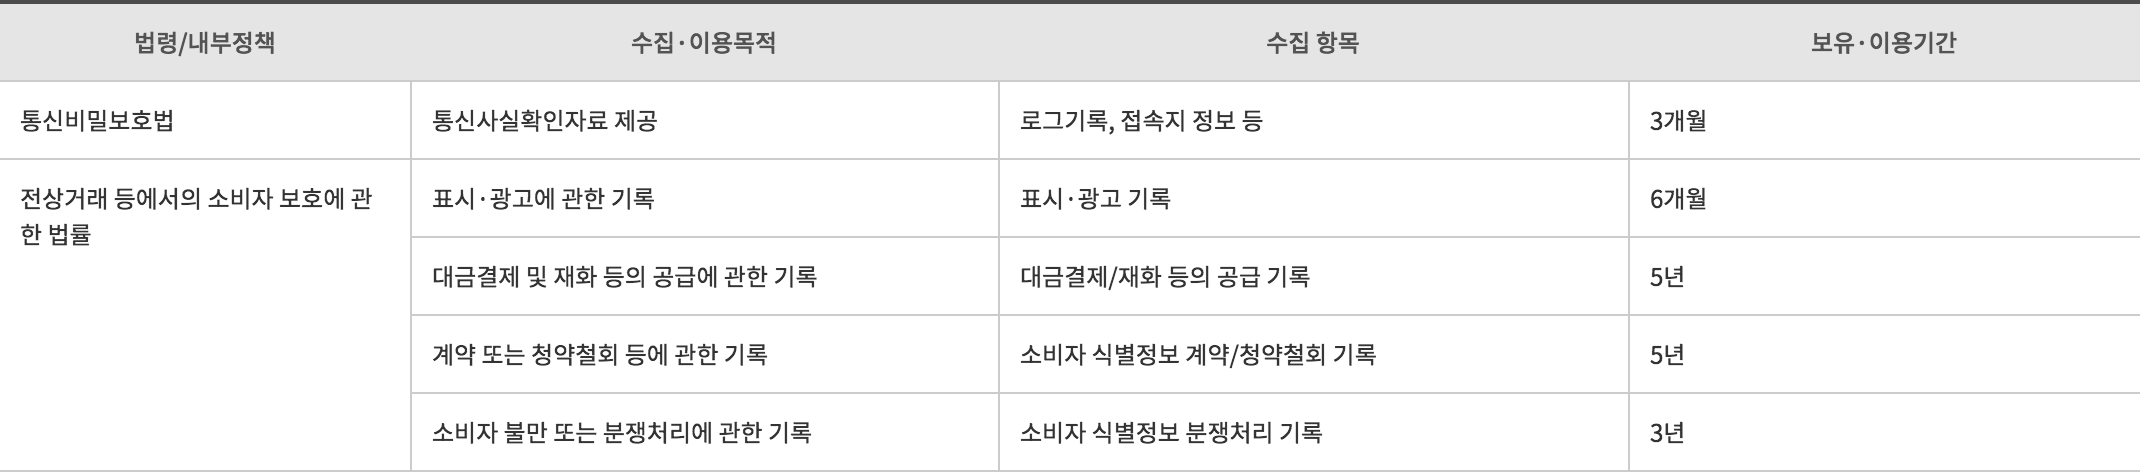 법령/내부정책 수집·이용목적 수집 항목 보유·이용기간
통신비밀보호법 통신사실확인자료 제공 로그기록, 접속지 정보 등 3개월
전상거래 등에서의 소비자 보호에 관 표시·광고에 관한 기록 표시·광고 기록 6개월
한 법률
대금결제 및 재화 등의 공급에 관한 기록 대금결제/재화 등의 공급 기록 5년
계약 또는 청약철회 등에 관한 기록 소비자 식별정보 계약/청약철회 기록 5년
소비자 불만 또는 분쟁처리에 관한 기록 소비자 식별정보 분쟁처리 기록 3년